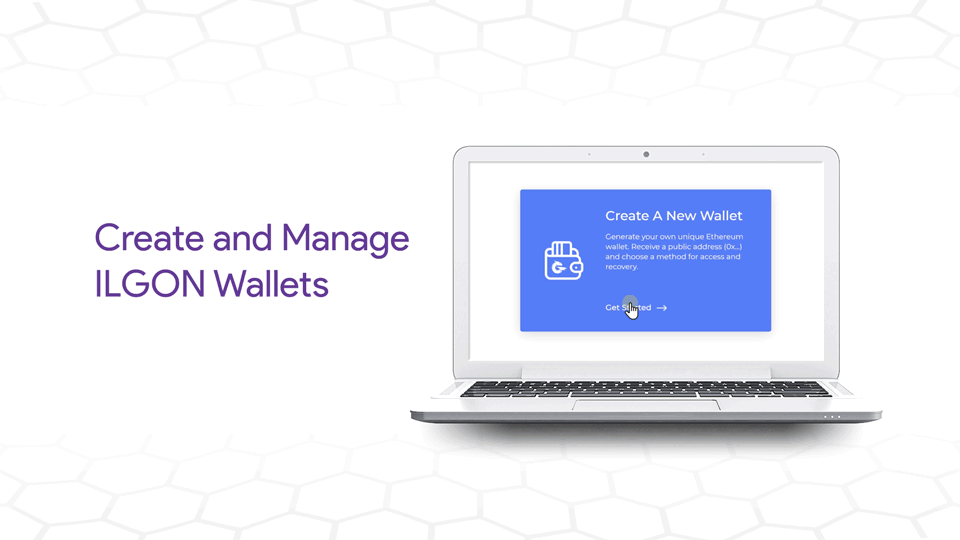 Create and Manage
ILGON Wallets
Create A New Wallet
Generate your own unique Ethereum
wallet. Receive a public address (0x...)
and choose a method for access and
recovery.
Get Started